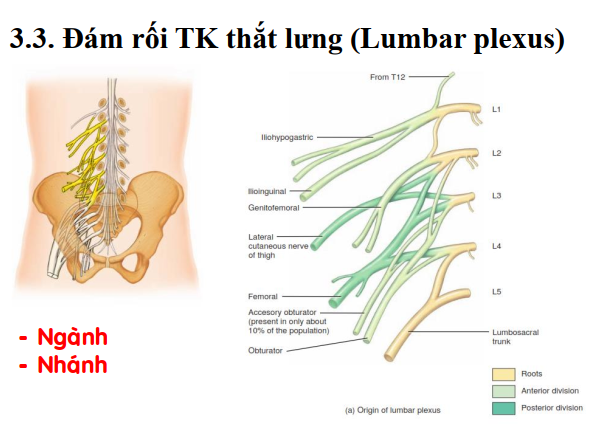 3.3. Đám rối TK thắt lưng (Lumbar plexus)
From T12
L1
Iliohypogastric
L2
Ilioinguinal
L3
Genitofemoral
Lateral
cutaneous nerve
of thigh
L4
Femoral
L5
Accesory obturator
(present in only about
10% of the population)
Obturator
Lumbosacral
trunk
- Ngành
- Nhánh
Roots
Anterior division
Posterior division
(a) Origin of lumbar plexus